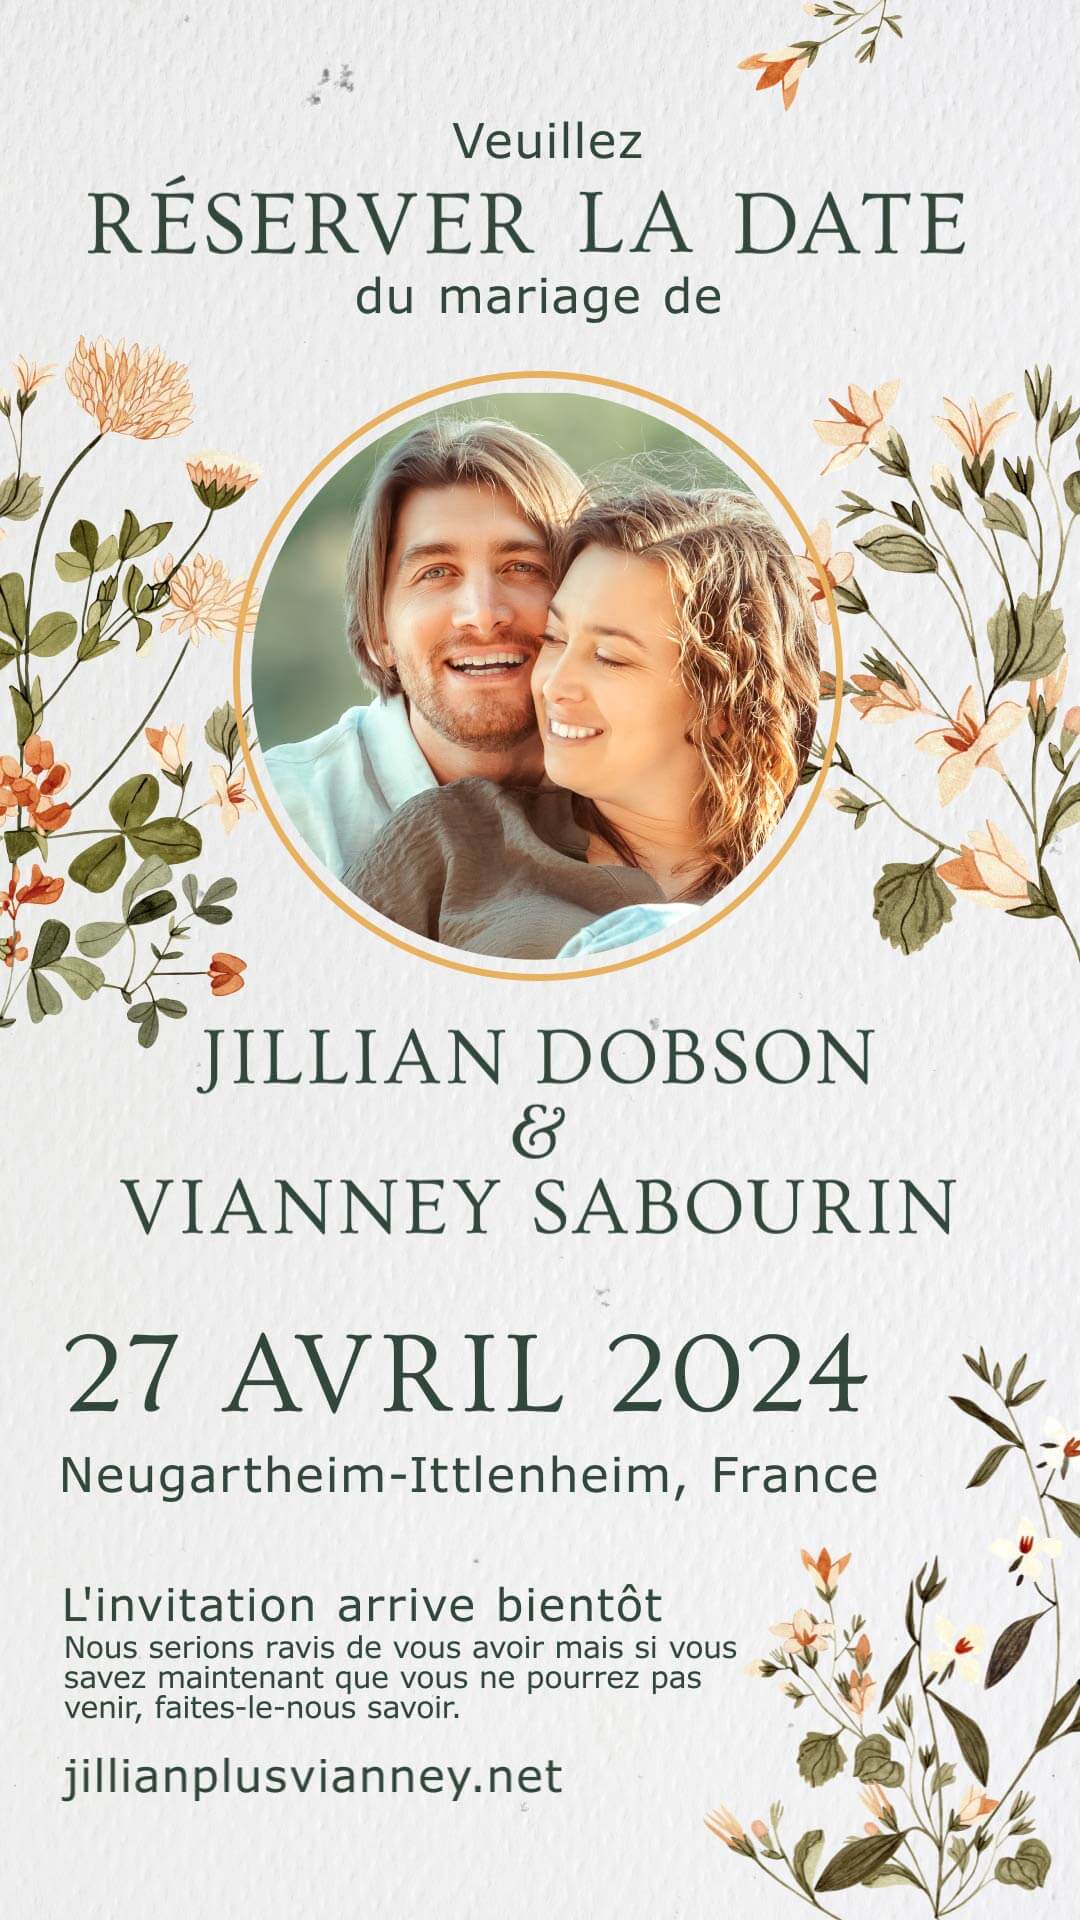 Veuillez
RÉSERVER LA DATE
du mariage de
JILLIAN DOBSON
&
VIANNEY SABOURIN
27 AVRIL 2024
Neugartheim-Ittlenheim, France
L'invitation arrive bientôt
Nous serions ravis de vous avoir mais si vous
savez maintenant que vous ne pourrez pas
venir, faites-le-nous savoir.
jillianplusvianney.net